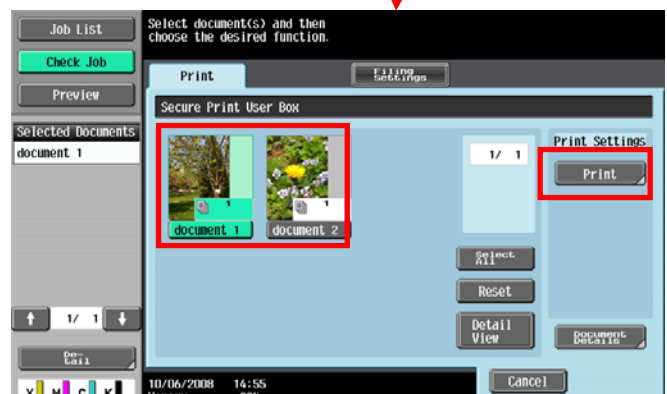 Job List
Select document(s) and then
choose the desired function.
Check Job
Print
Filing
Settings
Preview
Secure Print User Box
Selected Documents
document 1
1/ 1
Print Settings
Print
1
1
document 1
document 2
Select
All
Reset
↑ 1/ 1 ↓
Detail
View
Document
Details
De-
tail
Cancel
10/06/2008 14:55
Y M C K